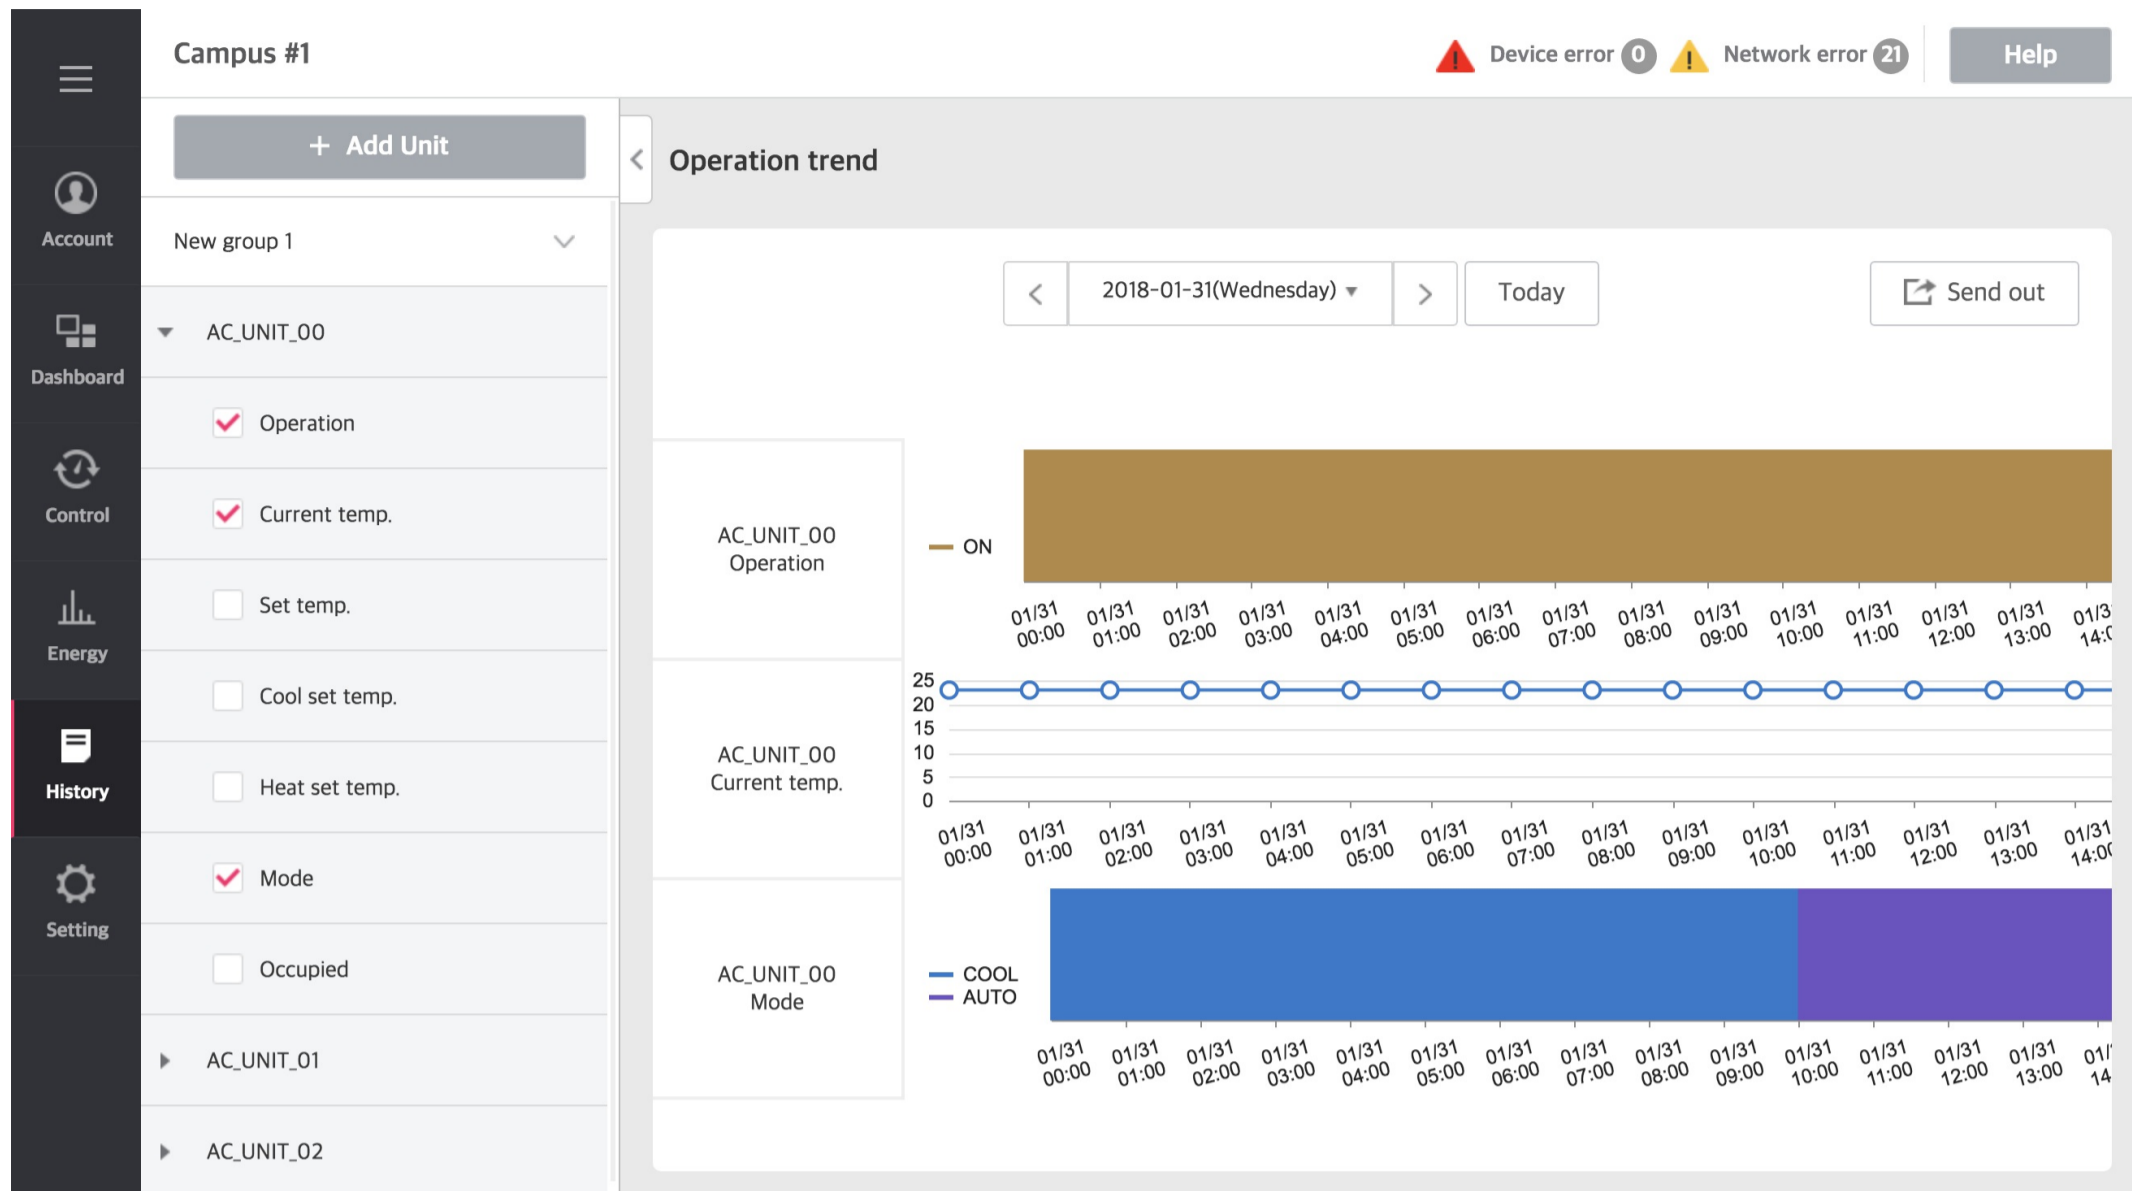 Campus #1
Device error 0
Network error 21
Help
Account
Dashboard
Control
Energy
History
Setting
+ Add Unit
New group 1
AC_UNIT_00
Operation
Current temp.
Set temp.
Cool set temp.
Heat set temp.
Mode
Occupied
AC_UNIT_01
AC_UNIT_02
Operation trend
2018-01-31(Wednesday)
Today
Send out
AC_UNIT_00
Operation
ON
01/31 01/31 01/31 01/31 01/31 01/31 01/31 01/31 01/31 01/31 01/31 01/31 01/31 01/31 01/3
00:00 01:00 02:00 03:00 04:00 05:00 06:00 07:00 08:00 09:00 10:00 11:00 12:00 13:00 14:0
AC_UNIT_00
Current temp.
25
20
15
10
5
0
01/31 01/31 01/31 01/31 01/31 01/31 01/31 01/31 01/31 01/31 01/31 01/31 01/31 01/31 01/31
00:00 01:00 02:00 03:00 04:00 05:00 06:00 07:00 08:00 09:00 10:00 11:00 12:00 13:00 14:00
AC_UNIT_00
Mode
COOL
AUTO
01/31 01/31 01/31 01/31 01/31 01/31 01/31 01/31 01/31 01/31 01/31 01/31 01/31 01/31 01/
00:00 01:00 02:00 03:00 04:00 05:00 06:00 07:00 08:00 09:00 10:00 11:00 12:00 13:00 14